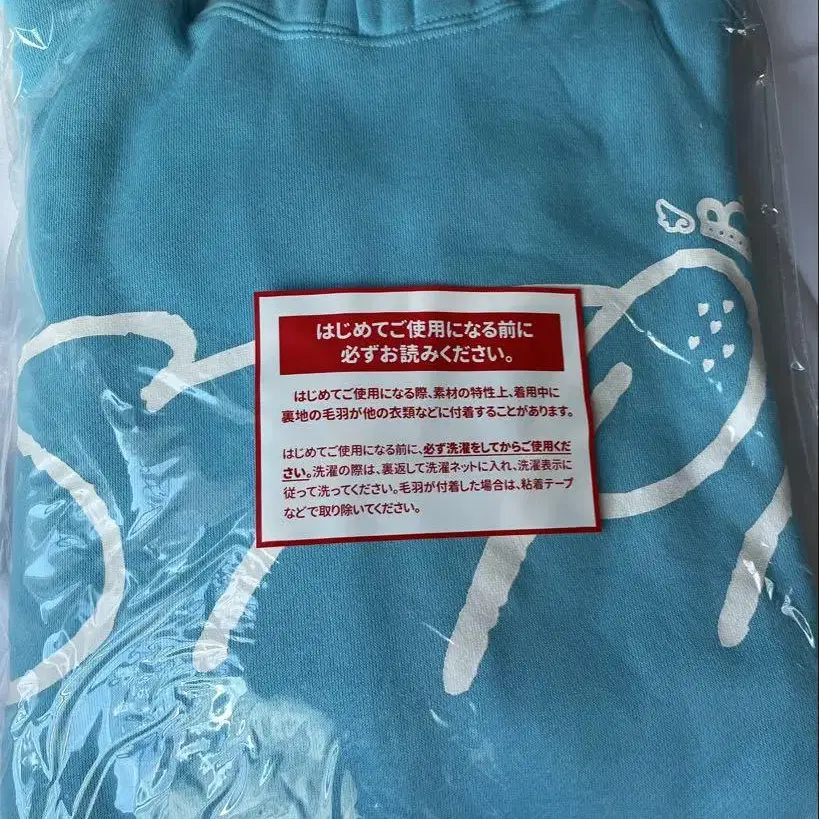 はじめてご使用になる前に
必ずお読みください。
はじめてご使用になる際、素材の特性上、着用中に
裏地の毛羽が他の衣類などに付着することがあります。
はじめてご使用になる前に、必ず洗濯をしてからご使用くだ
さい。洗濯の際は、裏返して洗濯ネットに入れ、洗濯表示に
従って洗ってください。毛羽が付着した場合は、粘着テープ
などで取り除いてください。